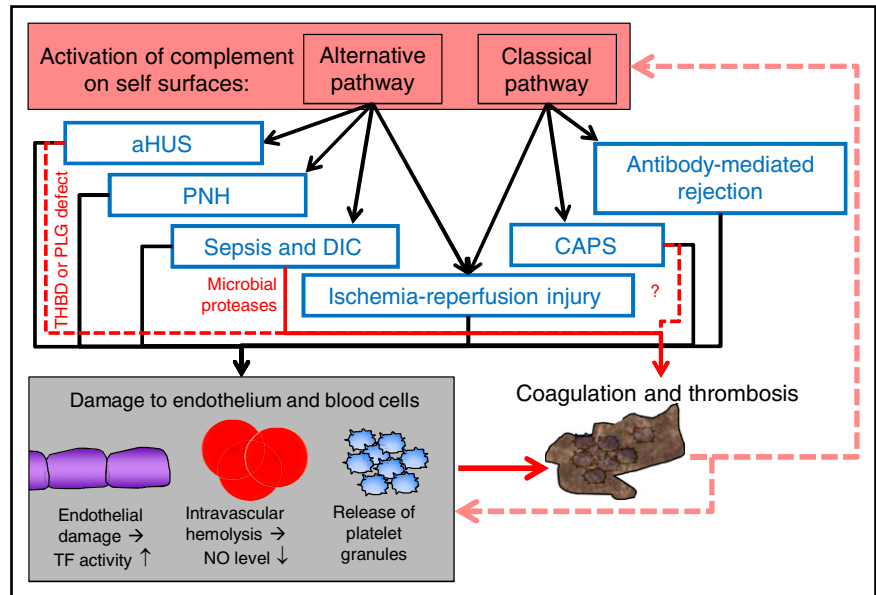 Activation of complement
on self surfaces:
Alternative
pathway
Classical
pathway
aHUS
Antibody-mediated
rejection
PNH
THBD or PLG defect
Sepsis and DIC
CAPS
Microbial
proteases
Ischemia-reperfusion injury
?
Damage to endothelium and blood cells
Coagulation and thrombosis
Endothelial
damage →
TF activity ↑
Intravascular
hemolysis →
NO level ↓
Release of
platelet
granules